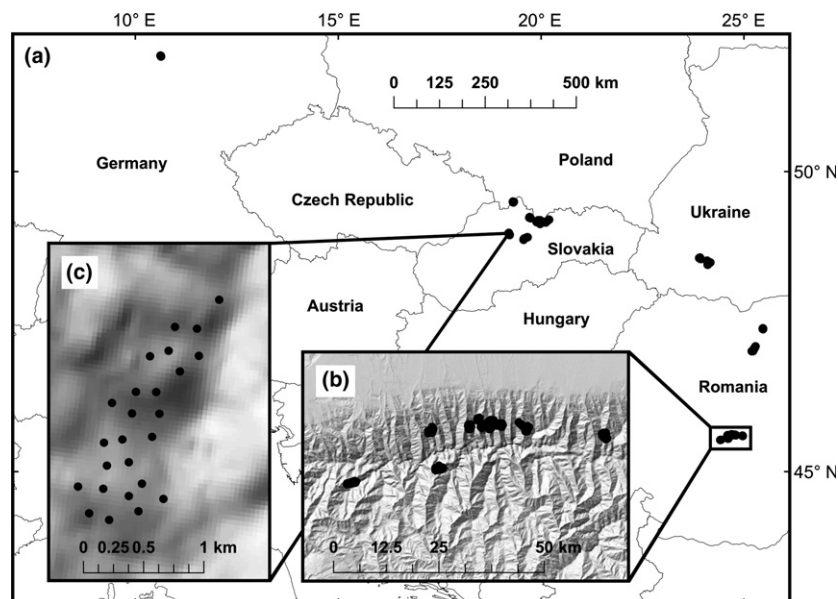 10° E 15° E 20° E 25° E
(a)
0 125 250 500 km
Germany
Poland
50° N
Czech Republic
Ukraine
(c)
Slovakia
Austria
Hungary
(b)
Romania
45° N
0 0.25 0.5 1 km
0 12.5 25 50 km